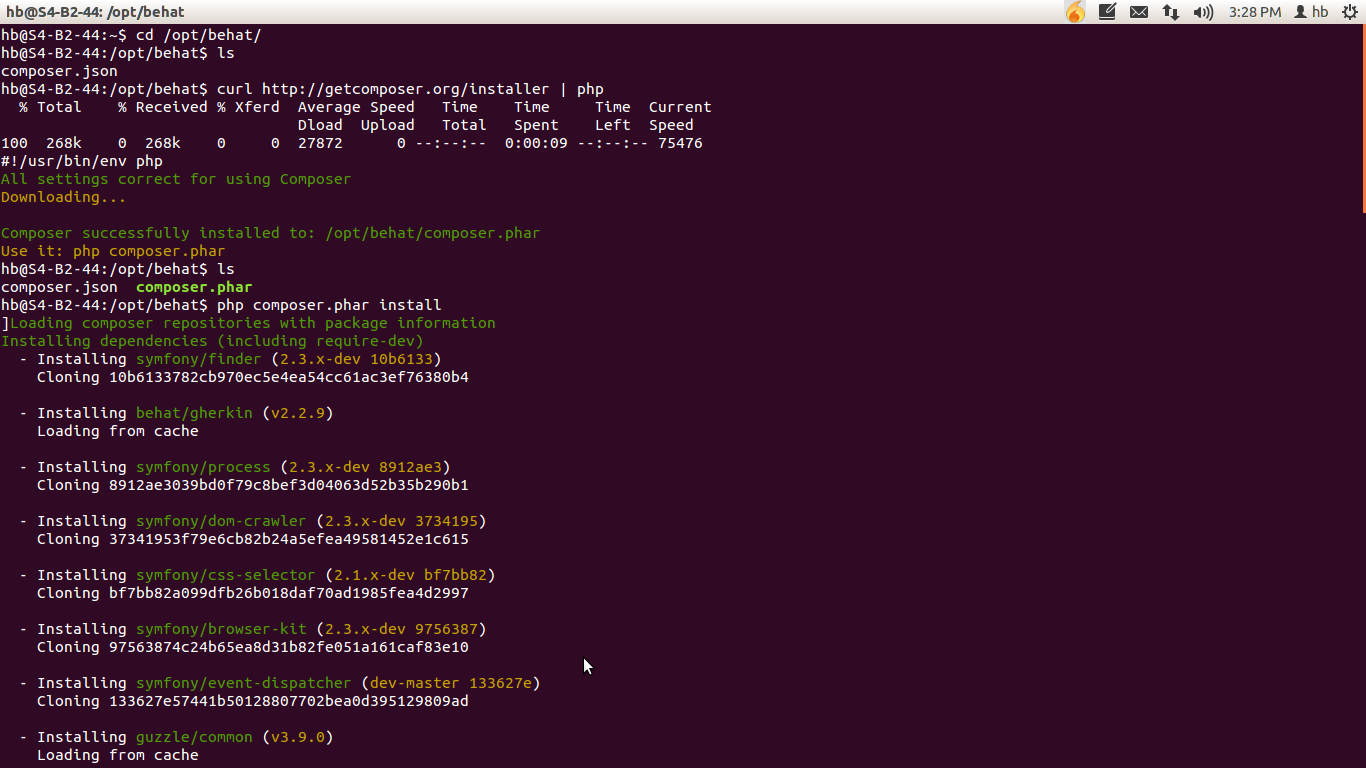 hb@S4-B2-44: /opt/behat 3:28 PM hb
hb@S4-B2-44:~$ cd /opt/behat/
hb@S4-B2-44:/opt/behat$ ls
composer.json
hb@S4-B2-44:/opt/behat$ curl http://getcomposer.org/installer | php
  % Total    % Received % Xferd  Average Speed   Time    Time     Time  Current
                                 Dload  Upload   Total   Spent    Left  Speed
100  268k    0  268k    0     0  27872      0 --:--:--  0:00:09 --:--:-- 75476
#!/usr/bin/env php
All settings correct for using Composer
Downloading...

Composer successfully installed to: /opt/behat/composer.phar
Use it: php composer.phar
hb@S4-B2-44:/opt/behat$ ls
composer.json  composer.phar
hb@S4-B2-44:/opt/behat$ php composer.phar install
]Loading composer repositories with package information
Installing dependencies (including require-dev)
  - Installing symfony/finder (2.3.x-dev 10b6133)
    Cloning 10b6133782cb970ec5e4ea54cc61ac3ef76380b4

  - Installing behat/gherkin (v2.2.9)
    Loading from cache

  - Installing symfony/process (2.3.x-dev 8912ae3)
    Cloning 8912ae3039bd0f79c8bef3d04063d52b35b290b1

  - Installing symfony/dom-crawler (2.3.x-dev 3734195)
    Cloning 37341953f79e6cb82b24a5efea49581452e1c615

  - Installing symfony/css-selector (2.1.x-dev bf7bb82)
    Cloning bf7bb82a099dfb26b018daf70ad1985fea4d2997

  - Installing symfony/browser-kit (2.3.x-dev 9756387)
    Cloning 97563874c24b65ea8d31b82fe051a161caf83e10

  - Installing symfony/event-dispatcher (dev-master 133627e)
    Cloning 133627e57441b50128807702bea0d395129809ad

  - Installing guzzle/common (v3.9.0)
    Loading from cache